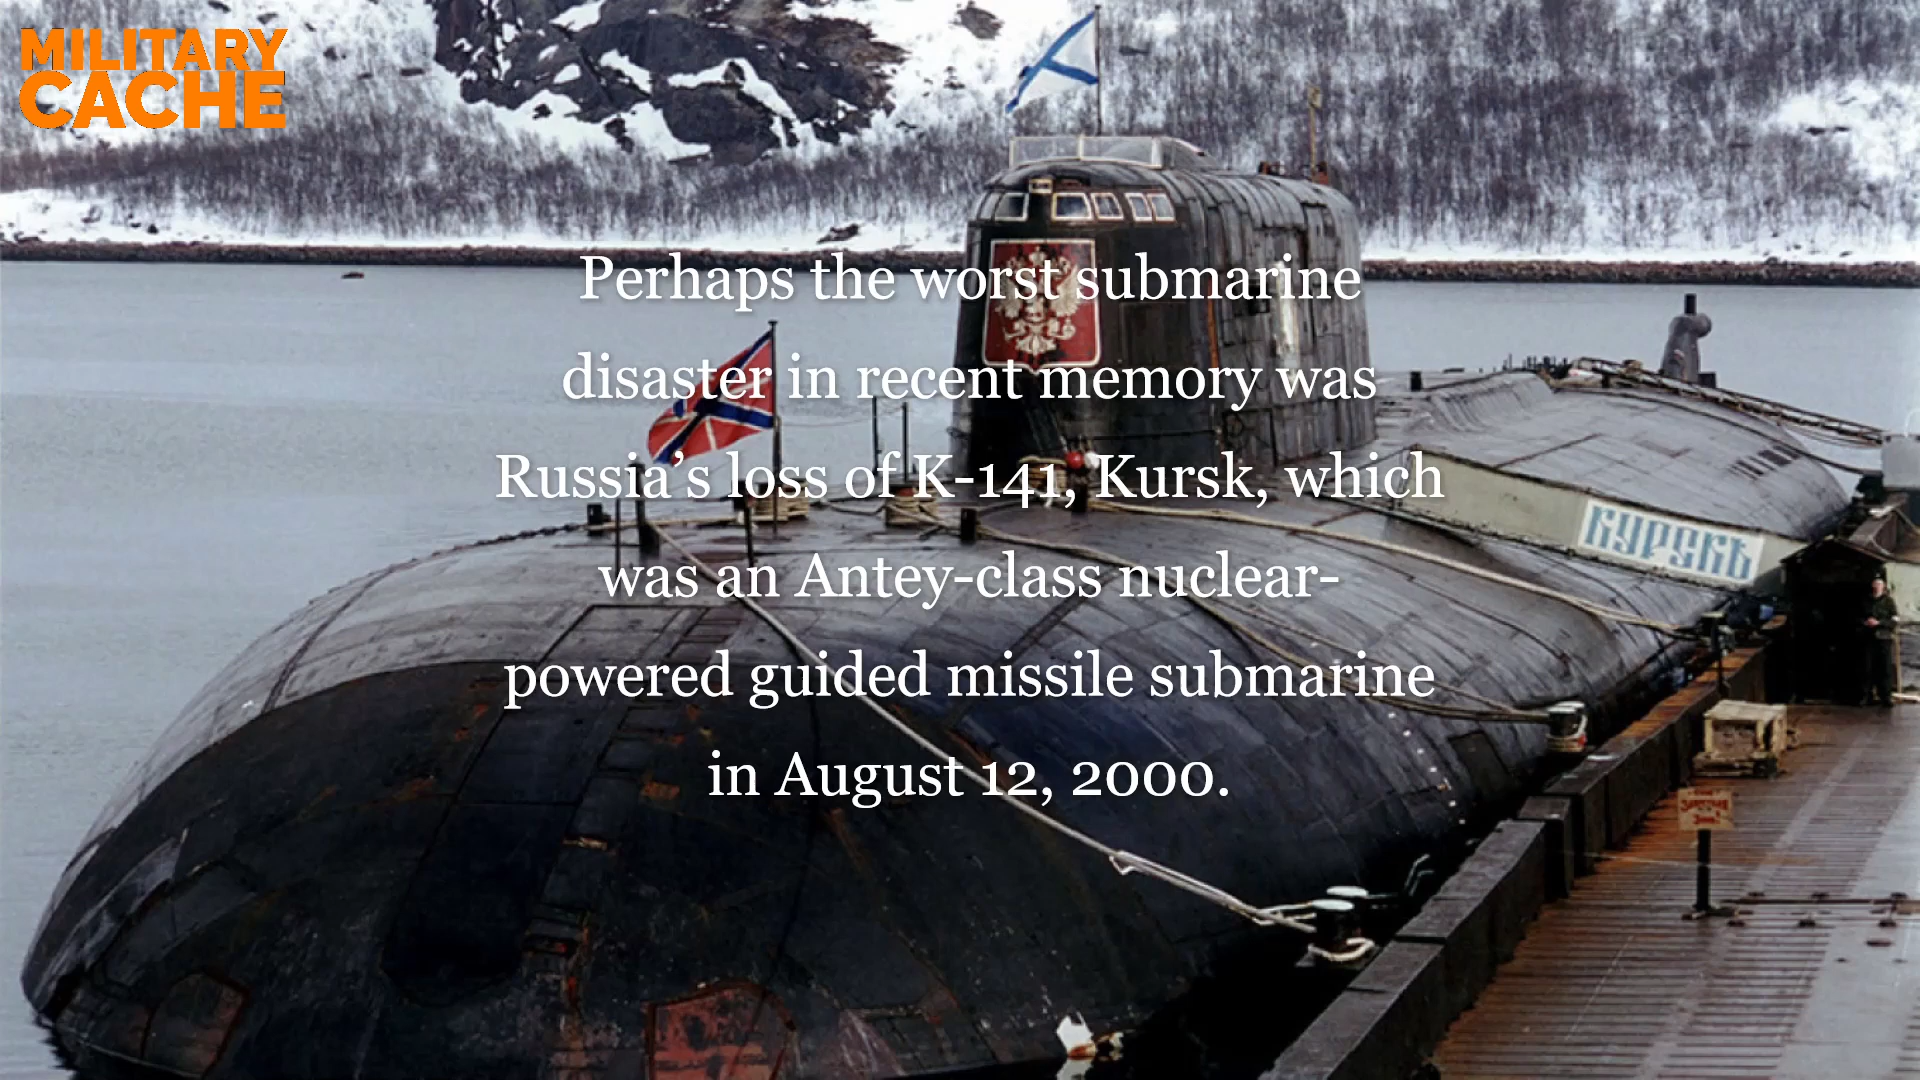 MILITARY
CACHE
Perhaps the worst submarine
disaster in recent memory was
Russia’s loss of K-141, Kursk, which
was an Antey-class nuclear-
powered guided missile submarine
in August 12, 2000.
КУРСКЪ